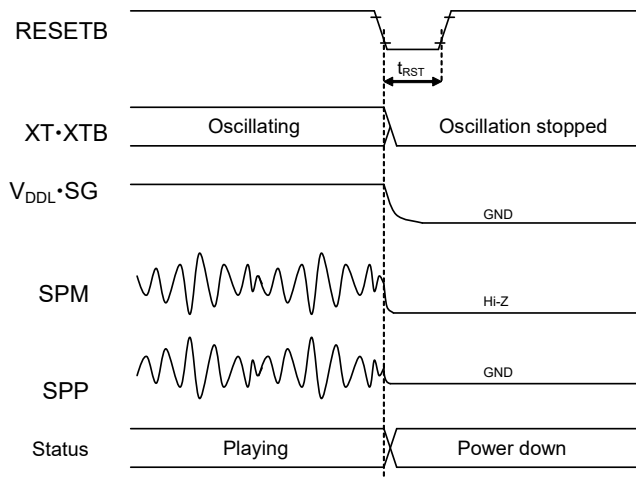 RESETB
tRST
XT•XTB
Oscillating
Oscillation stopped
VDDL•SG
GND
SPM
Hi-Z
SPP
GND
Status
Playing
Power down